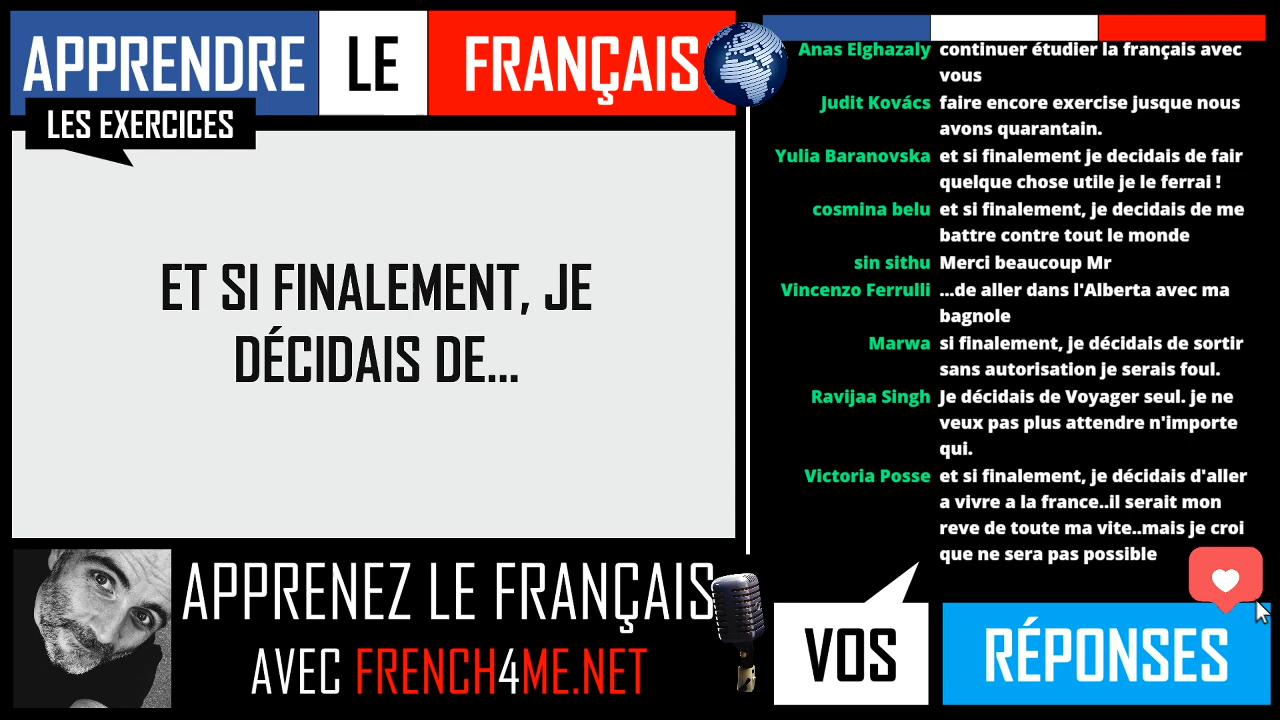 APPRENDRE LE FRANÇAIS
LES EXERCICES
ET SI FINALEMENT, JE
DÉCIDAIS DE...
APPRENEZ LE FRANÇAIS
AVEC FRENCH4ME.NET
Anas Elghazaly continuer étudier la français avec
vous
Judit Kovács faire encore exercise jusque nous
avons quarantain.
Yulia Baranovska et si finalement je decidais de fair
quelque chose utile je le ferrai !
cosmina belu et si finalement, je decidais de me
battre contre tout le monde
sin sithu Merci beaucoup Mr
Vincenzo Ferrulli ...de aller dans l'Alberta avec ma
bagnole
Marwa si finalement, je décidais de sortir
sans autorisation je serais foul.
Ravijaa Singh Je décidais de Voyager seul. je ne
veux pas plus attendre n'importe
qui.
Victoria Posse et si finalement, je décidais d'aller
a vivre a la france..il serait mon
reve de toute ma vite..mais je croi
que ne sera pas possible
VOS RÉPONSES